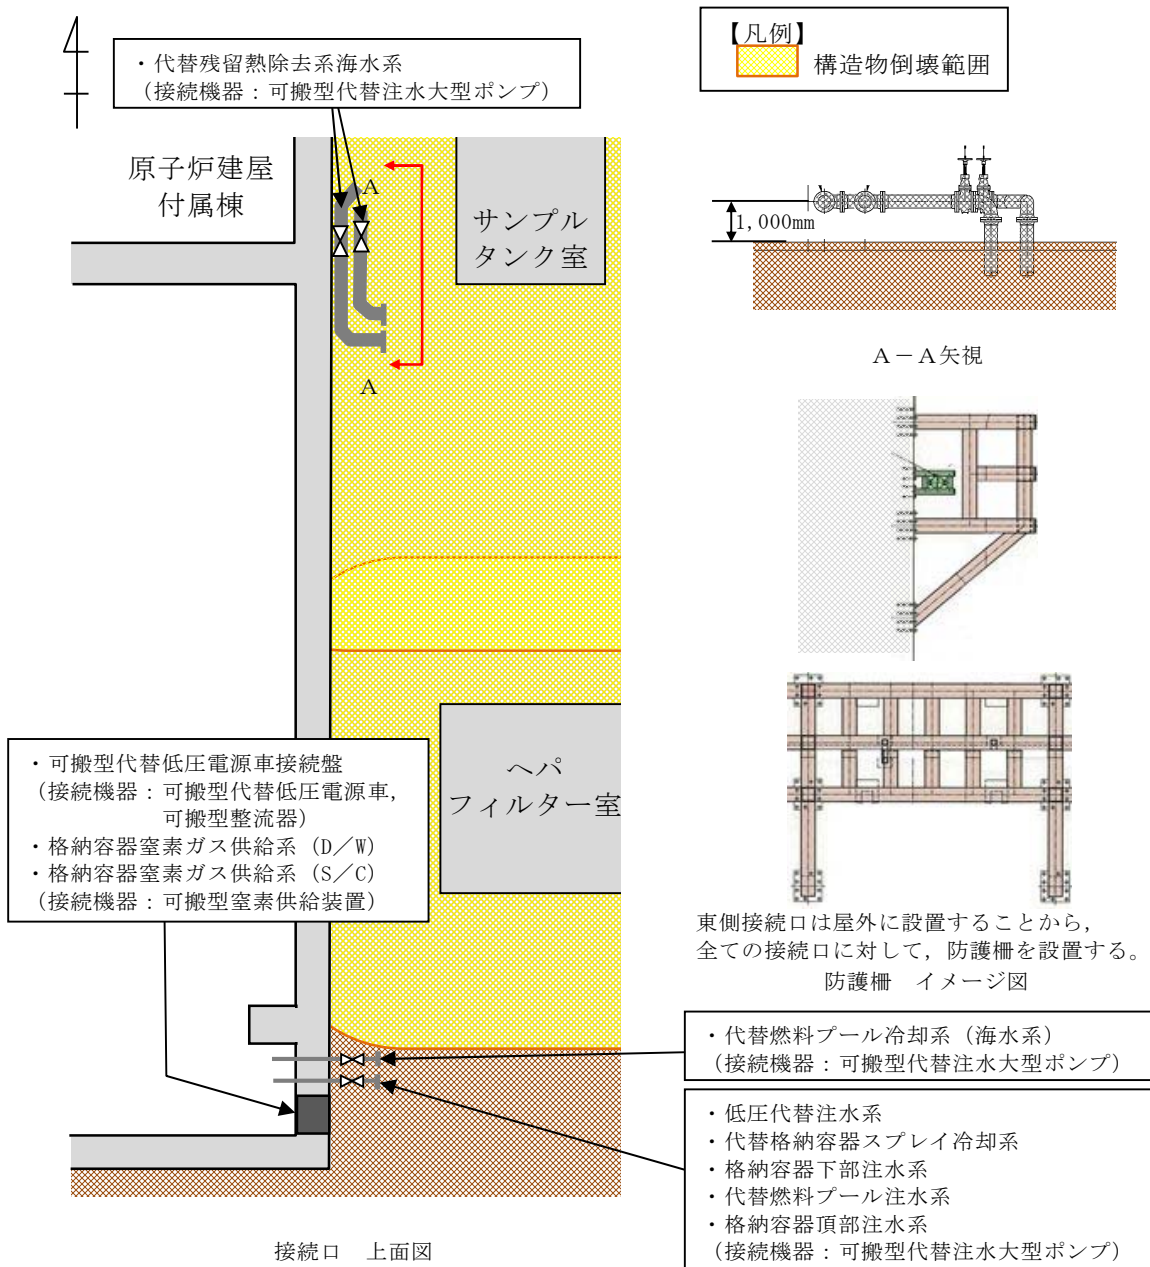 ・代替残留熱除去系海水系
（接続機器：可搬型代替注水大型ポンプ）
【凡例】
構造物倒壊範囲
原子炉建屋
付属棟
A
サンプル
タンク室
A
1,000mm
A－A矢視
・可搬型代替低圧電源車接続盤
（接続機器：可搬型代替低圧電源車，
可搬型整流器）
・格納容器窒素ガス供給系（D／W）
・格納容器窒素ガス供給系（S／C）
（接続機器：可搬型窒素供給装置）
ヘパ
フィルター室
東側接続口は屋外に設置することから，
全ての接続口に対して，防護柵を設置する。
防護柵　イメージ図
・代替燃料プール冷却系（海水系）
（接続機器：可搬型代替注水大型ポンプ）
・低圧代替注水系
・代替格納容器スプレイ冷却系
・格納容器下部注水系
・代替燃料プール注水系
・格納容器頂部注水系
（接続機器：可搬型代替注水大型ポンプ）
接続口　上面図